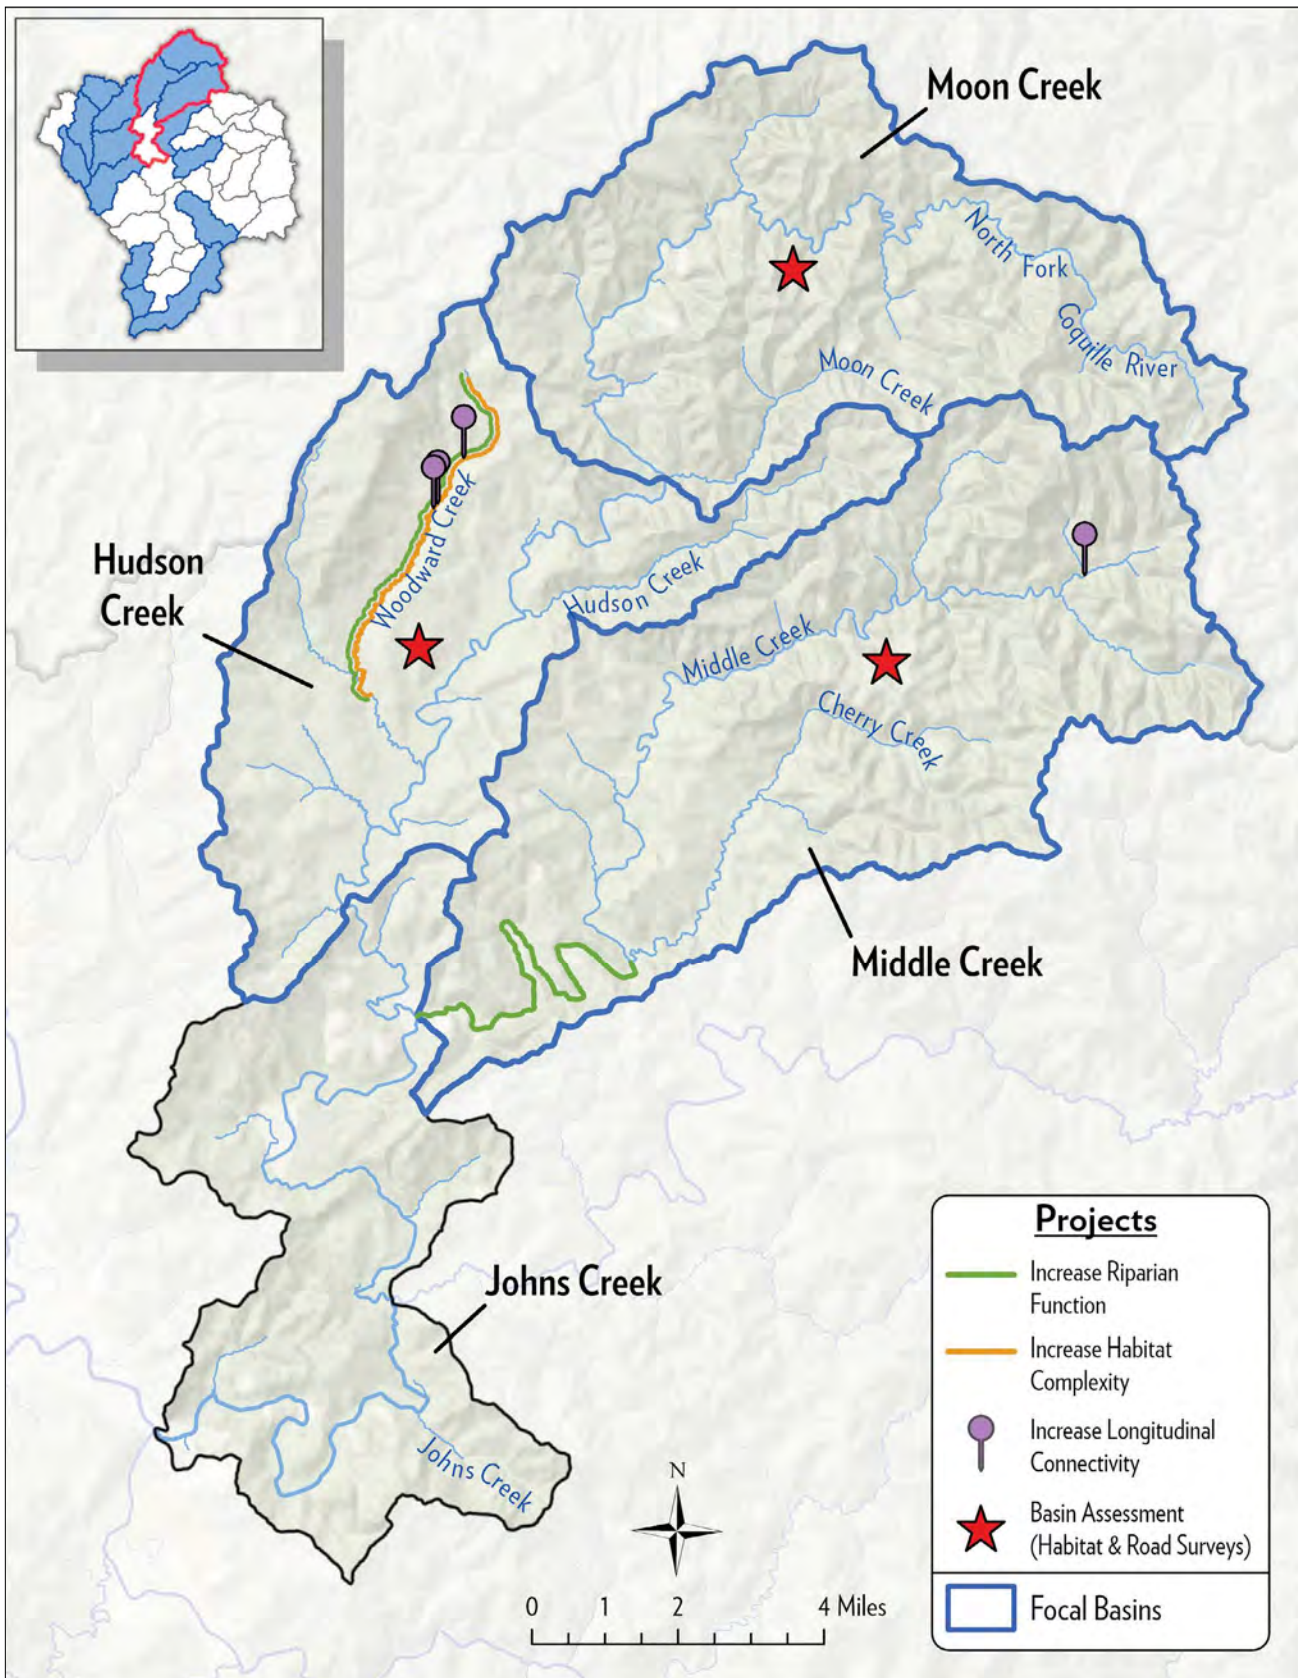 Moon Creek
North Fork
Coquille River
Moon Creek
Woodward Creek
Hudson
Creek
Hudson Creek
Middle Creek
Cherry Creek
Middle Creek
Johns Creek
Johns Creek
N
0 1 2 4 Miles
Projects
Increase Riparian
Function
Increase Habitat
Complexity
Increase Longitudinal
Connectivity
Basin Assessment
(Habitat & Road Surveys)
Focal Basins